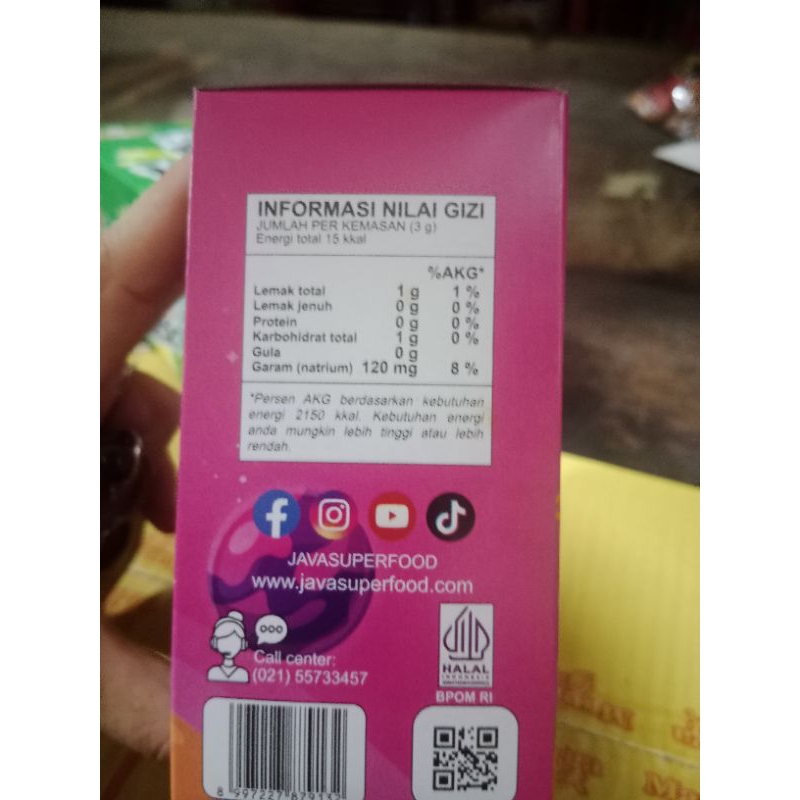 INFORMASI NILAI GIZI
JUMLAH PER KEMASAN (3 g)
Energi total 15 kkal
%AKG*
Lemak total 1 g 1 %
Lemak jenuh 0 g 0 %
Protein 0 g 0 %
Karbohidrat total 1 g 0 %
Gula 0 g
Garam (natrium) 120 mg 8 %
*Persen AKG berdasarkan kebutuhan
energi 2150 kkal. Kebutuhan energi
anda mungkin lebih tinggi atau lebih
rendah.
JAVASUPERFOOD
www.javasuperfood.com
Call center:
(021) 55733457
HALAL
INDONESIA
BPOM RI